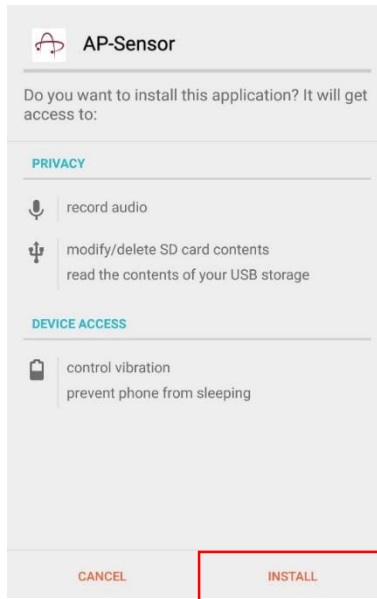 AP-Sensor
Do you want to install this application? It will get
access to:
PRIVACY
record audio
modify/delete SD card contents
read the contents of your USB storage
DEVICE ACCESS
control vibration
prevent phone from sleeping
CANCEL INSTALL